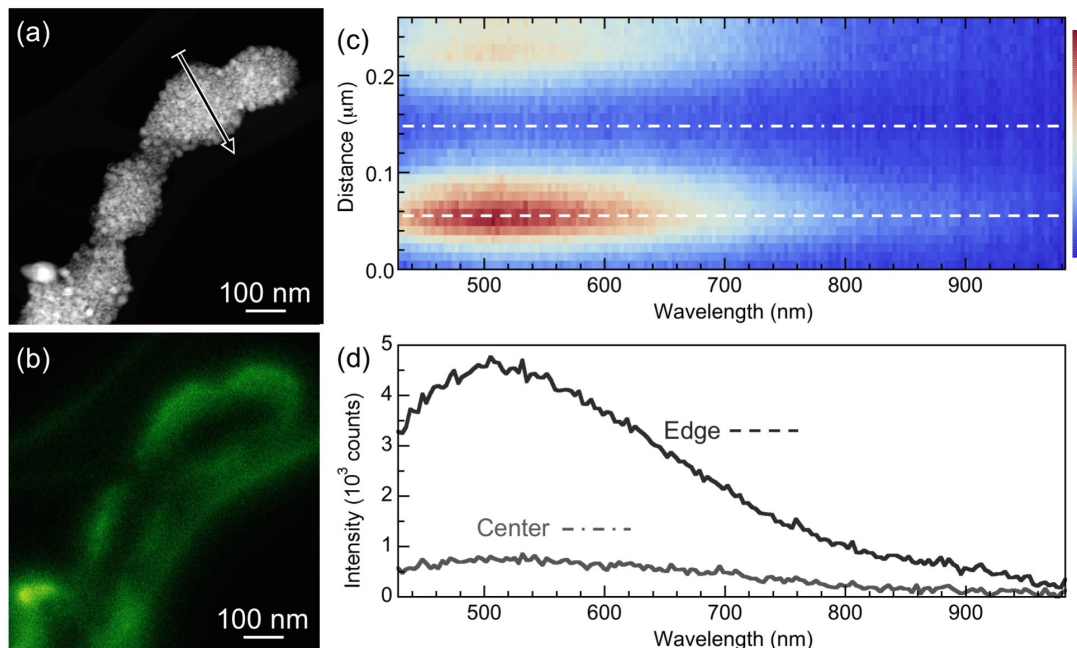 (a)
100 nm
(b)
100 nm
(c)
Distance (μm)
0.2
0.1
0.0
500 600 700 800 900
Wavelength (nm)
(d)
Intensity (10³ counts)
5
4
3
2
1
0
Edge
Center
500 600 700 800 900
Wavelength (nm)